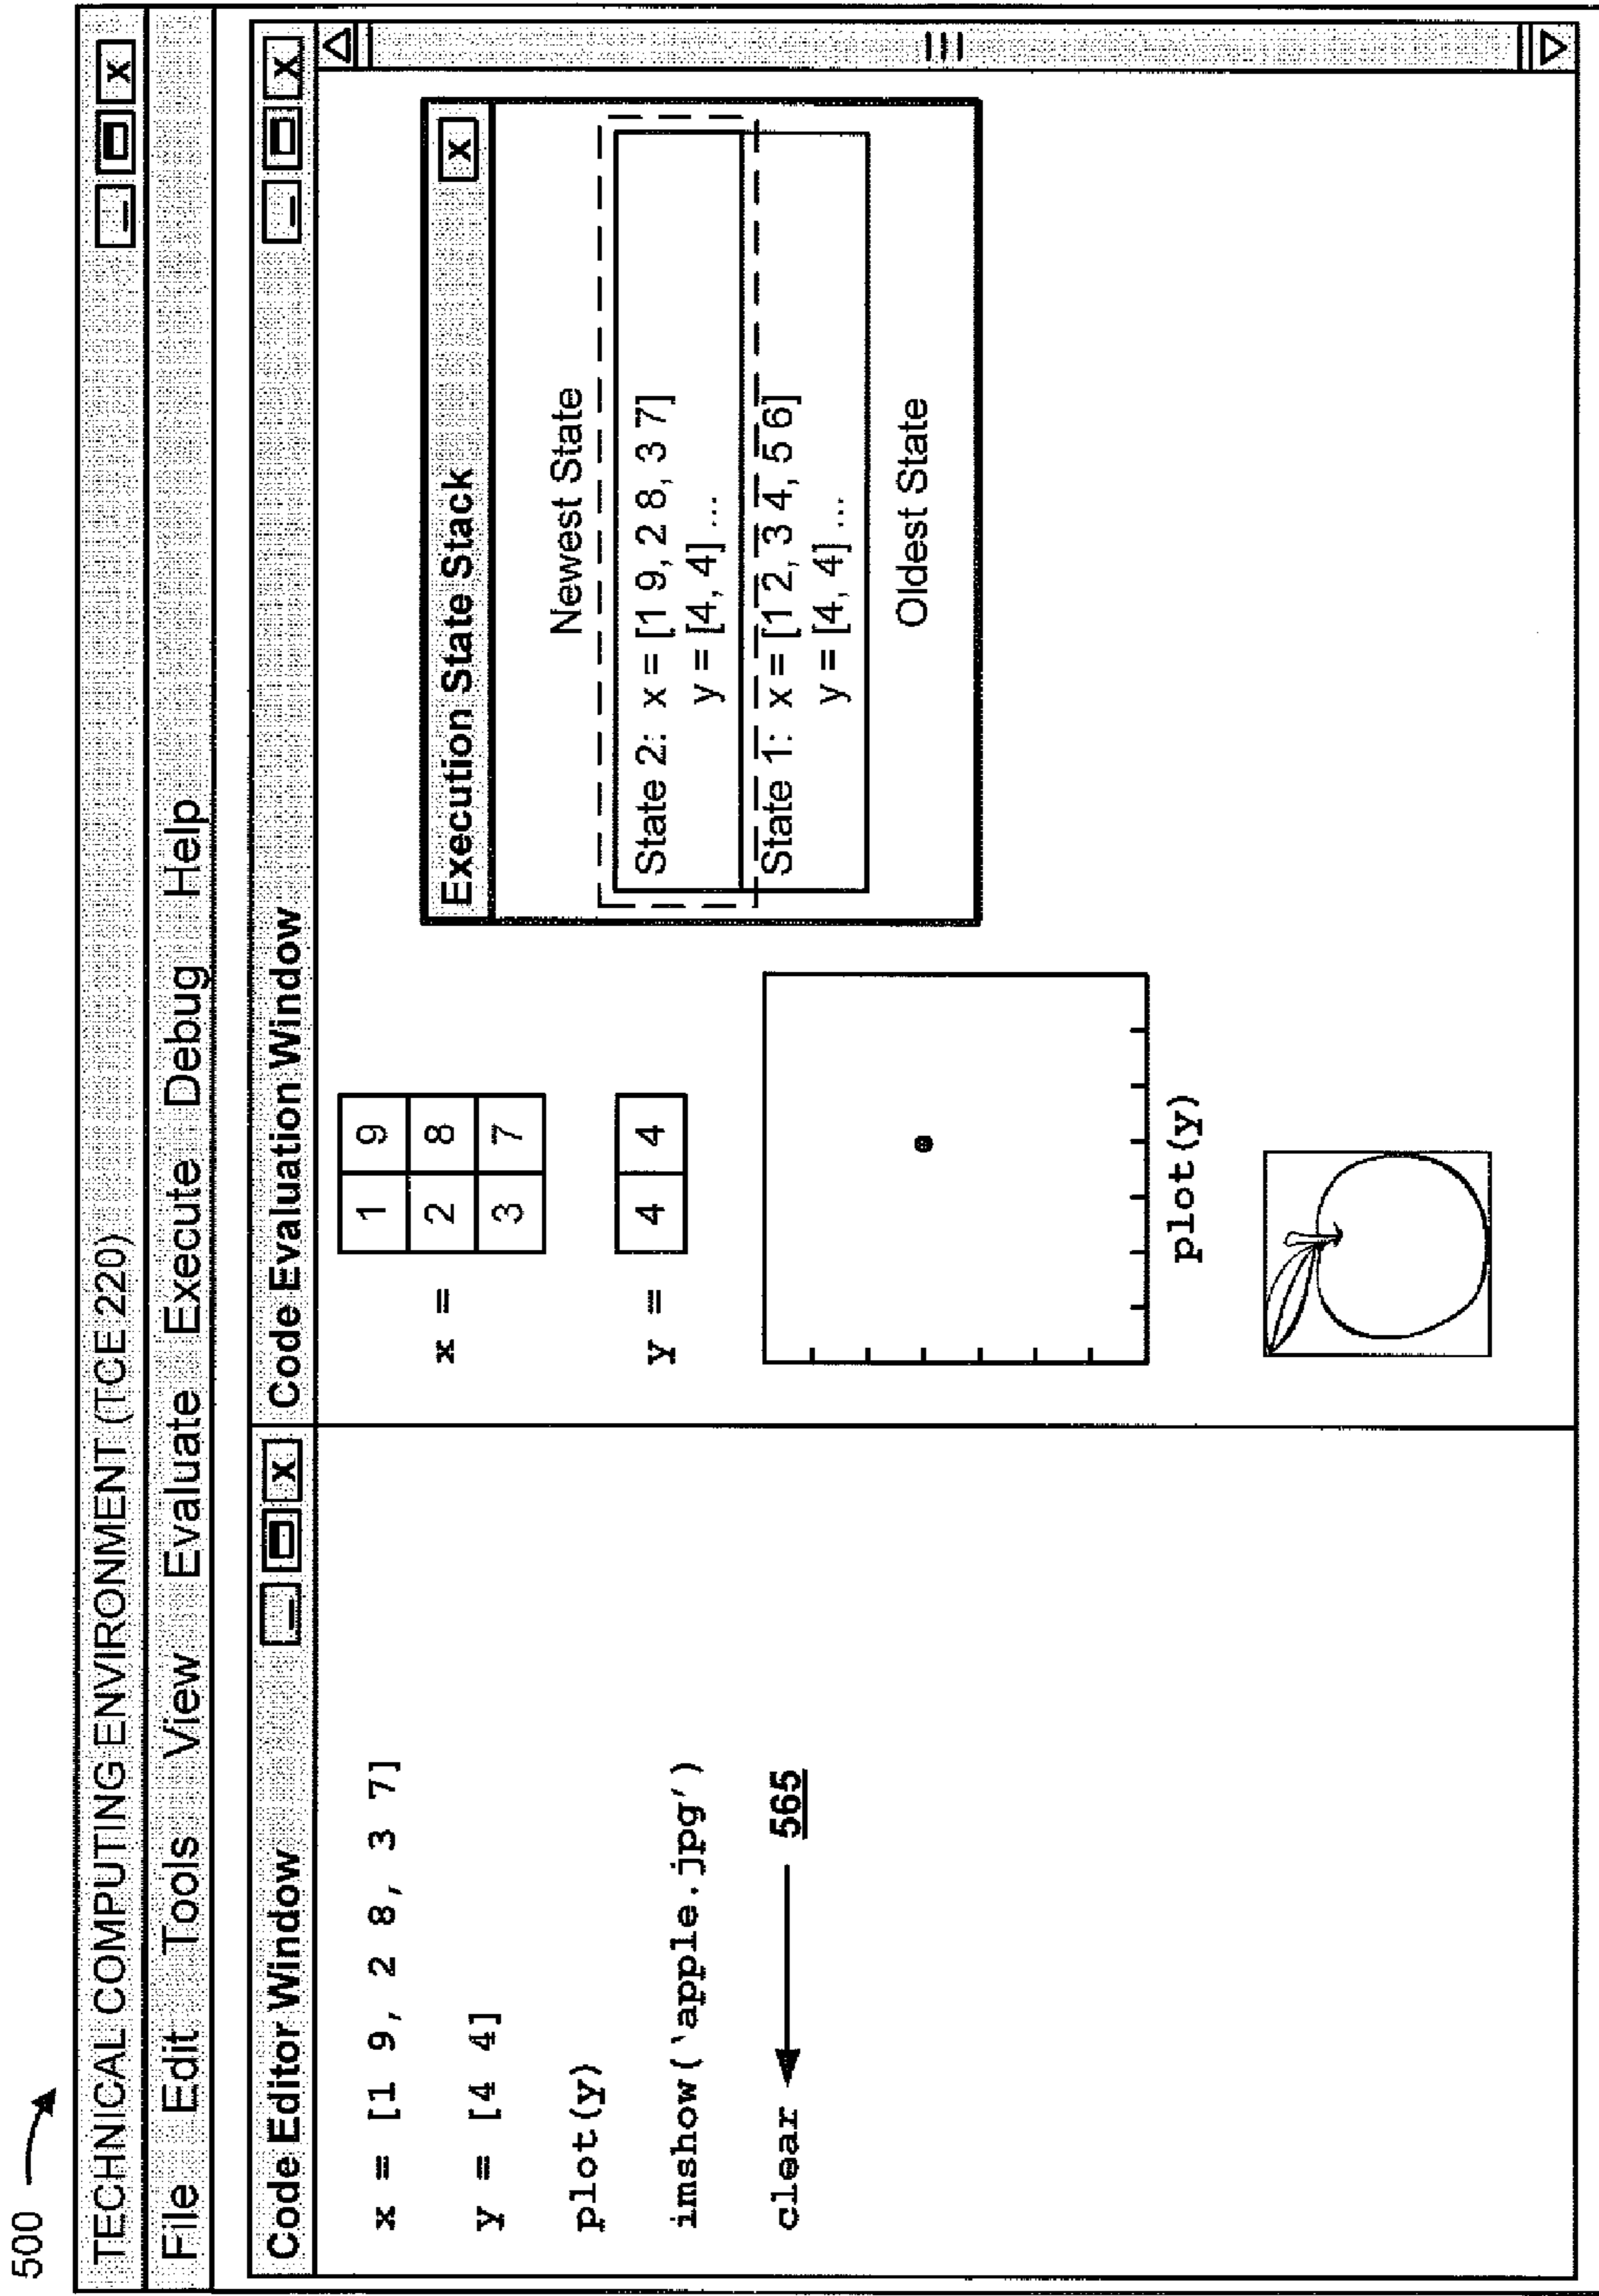 500
TECHNICAL COMPUTING ENVIRONMENT (TCE 220)
_ X
File Edit Tools View Evaluate Execute Debug Help
Code Editor Window _ X
x = [1 9, 2 8, 3 7]
y = [4 4]
plot(y)
imshow(‘apple.jpg’)
clear 565
Code Evaluation Window _ X
x =
1 9
2 8
3 7
y =
4 4
plot(y)
Execution State Stack X
Newest State
State 2: x = [1 9, 2 8, 3 7]
y = [4, 4] ...
State 1: x = [1 2, 3 4, 5 6]
y = [4, 4] ...
Oldest State